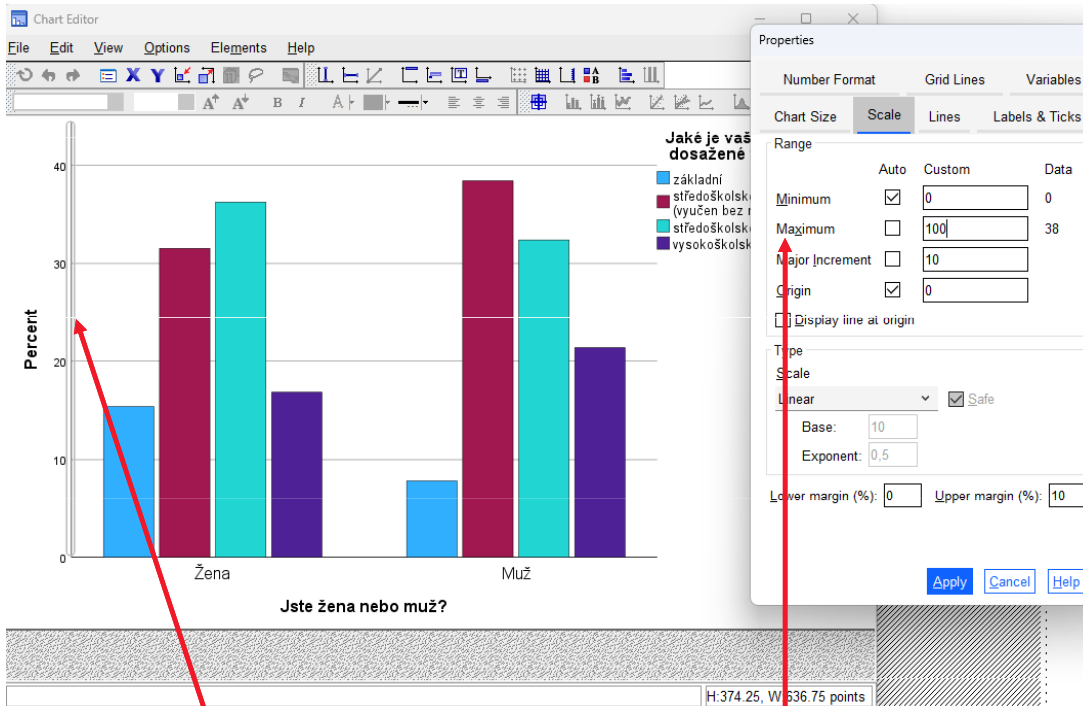 Chart Editor
File Edit View Options Elements Help
X Y
A A B I A
Percent
40
30
20
10
0
Žena Muž
Jste žena nebo muž?
Jaké je vaš
dosažené
základní
středoškolsk
(vyučen bez
středoškolsk
vysokoškolsk
H:374.25, W:636.75 points
Properties
Number Format Grid Lines Variables
Chart Size Scale Lines Labels & Ticks
Range
Auto Custom Data
Minimum 0 0
Maximum 100 38
Major Increment 10
Origin 0
Display line at origin
Type
Scale
Linear Safe
Base: 10
Exponent: 0,5
Lower margin (%): 0 Upper margin (%): 10
Apply Cancel Help